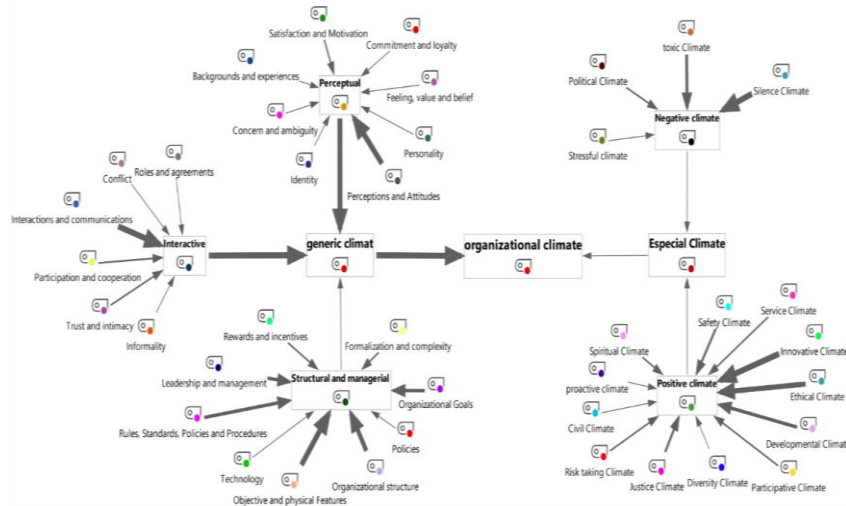 Satisfaction and Motivation
Commitment and loyalty
Backgrounds and experiences
Perceptual
Feeling, value and belief
Concern and ambiguity
Personality
Identity
Perceptions and Attitudes
toxic Climate
Political Climate
Silence Climate
Negative climate
Stressful climate
Conflict
Roles and agreements
Interactions and communications
Interactive
Participation and cooperation
Trust and intimacy
Informality
generic climat
organizational climate
Especial Climate
Rewards and incentives
Formalization and complexity
Leadership and management
Structural and managerial
Organizational Goals
Rules, Standards, Policies and Procedures
Policies
Technology
Organizational structure
Objective and physical Features
Safety Climate
Service Climate
Spiritual Climate
Innovative Climate
proactive climate
Positive climate
Ethical Climate
Civil Climate
Developmental Climat
Risk taking Climate
Justice Climate
Diversity Climate
Participative Climate